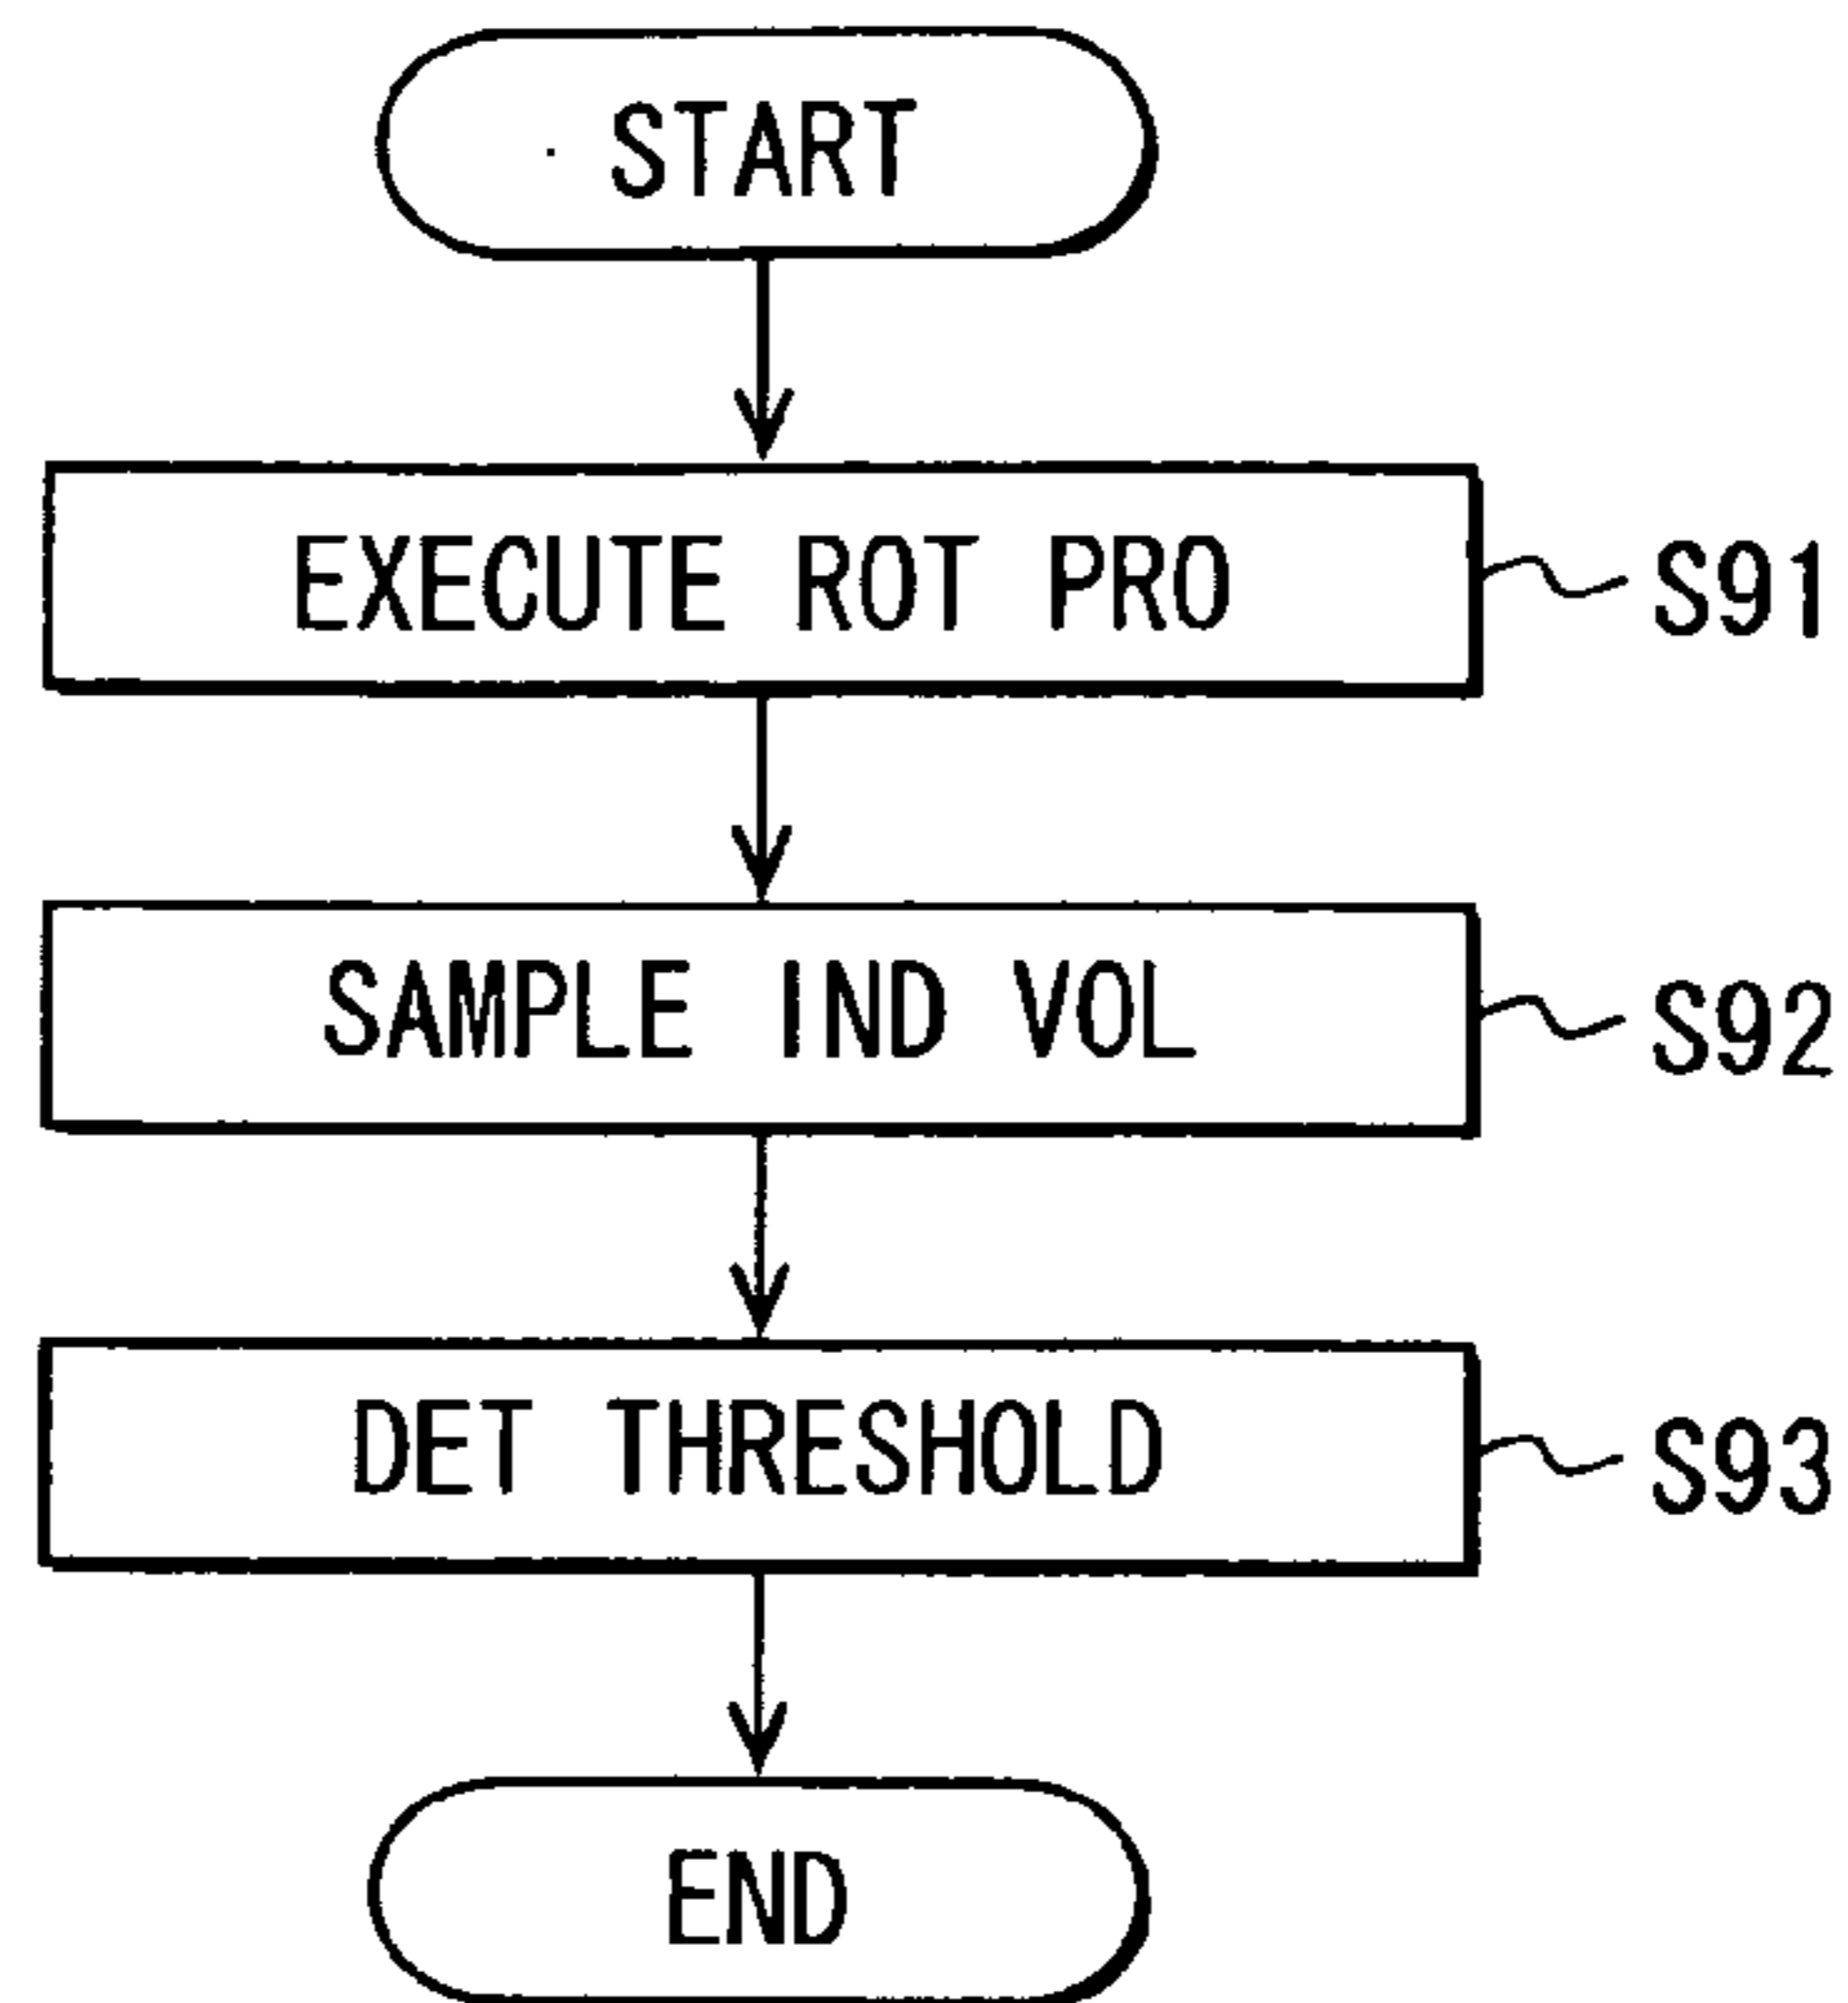 START
EXECUTE ROT PRO
S91
SAMPLE IND VOL
S92
DET THRESHOLD
S93
END